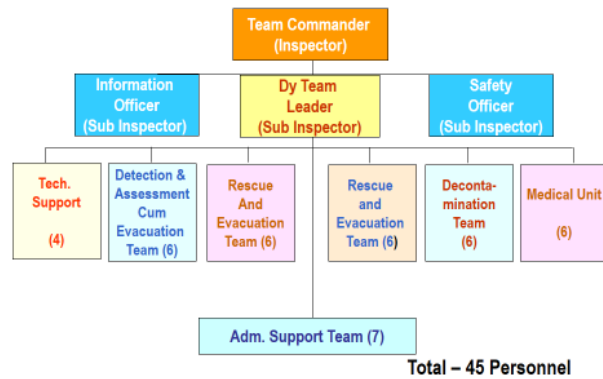 Team Commander
(Inspector)
Information
Officer
(Sub Inspector)
Dy Team
Leader
(Sub Inspector)
Safety
Officer
(Sub Inspector)
Tech.
Support
(4)
Detection &
Assessment
Cum
Evacuation
Team (6)
Rescue
And
Evacuation
Team (6)
Rescue
and
Evacuation
Team (6)
Deconta-
mination
Team
(6)
Medical Unit
(6)
Adm. Support Team (7)
Total – 45 Personnel